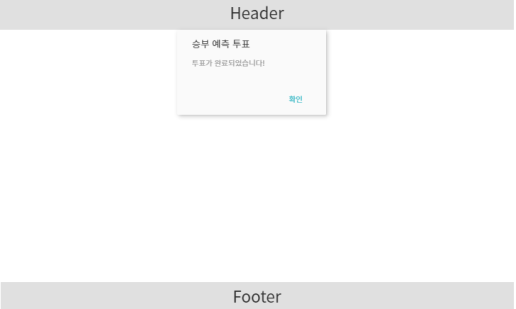 Header
승부 예측 투표
투표가 완료되었습니다!
확인
Footer